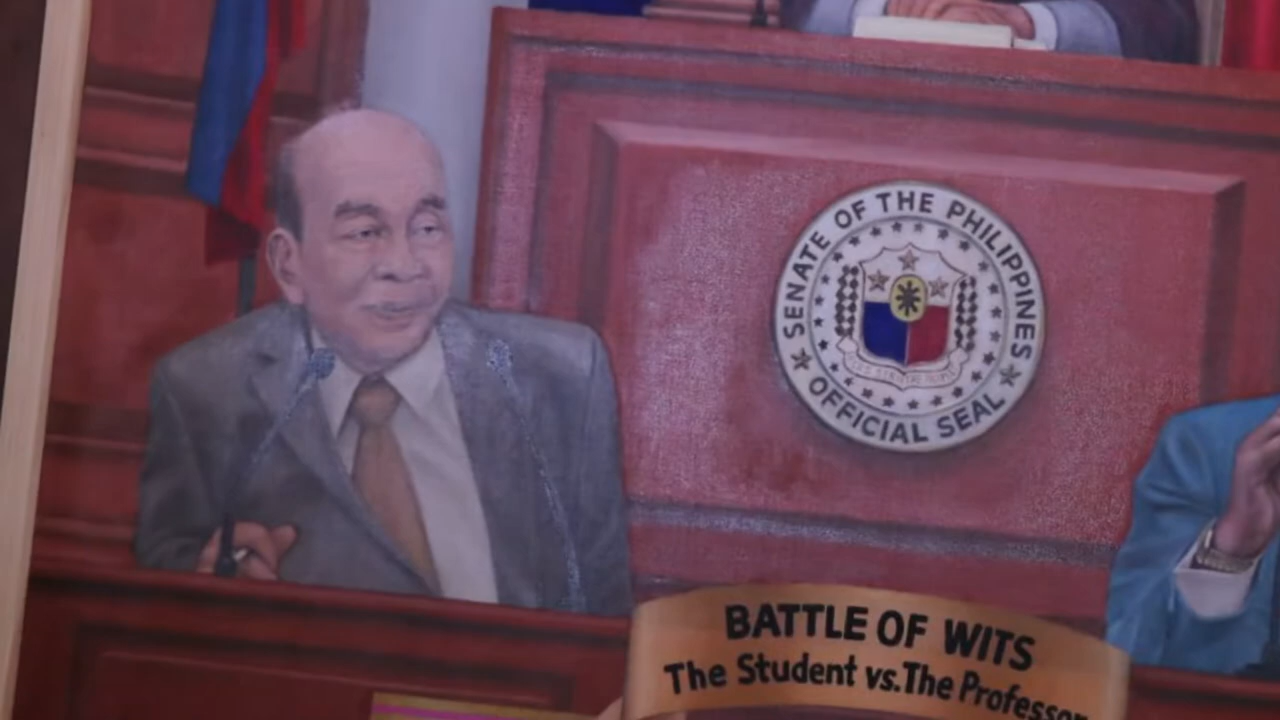 SENATE OF THE PHILIPPINES
OFFICIAL SEAL
BATTLE OF WITS
The Student vs. The Professor